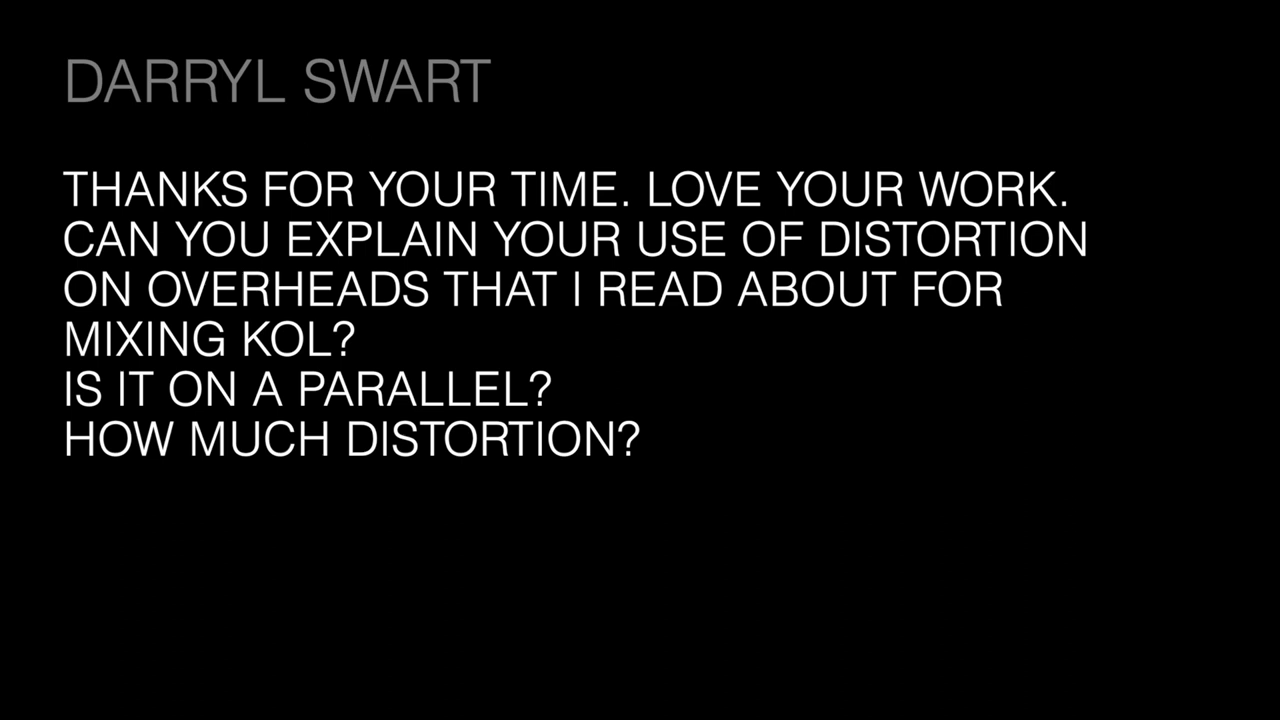 DARRYL SWART
THANKS FOR YOUR TIME. LOVE YOUR WORK.
CAN YOU EXPLAIN YOUR USE OF DISTORTION
ON OVERHEADS THAT I READ ABOUT FOR
MIXING KOL?
IS IT ON A PARALLEL?
HOW MUCH DISTORTION?